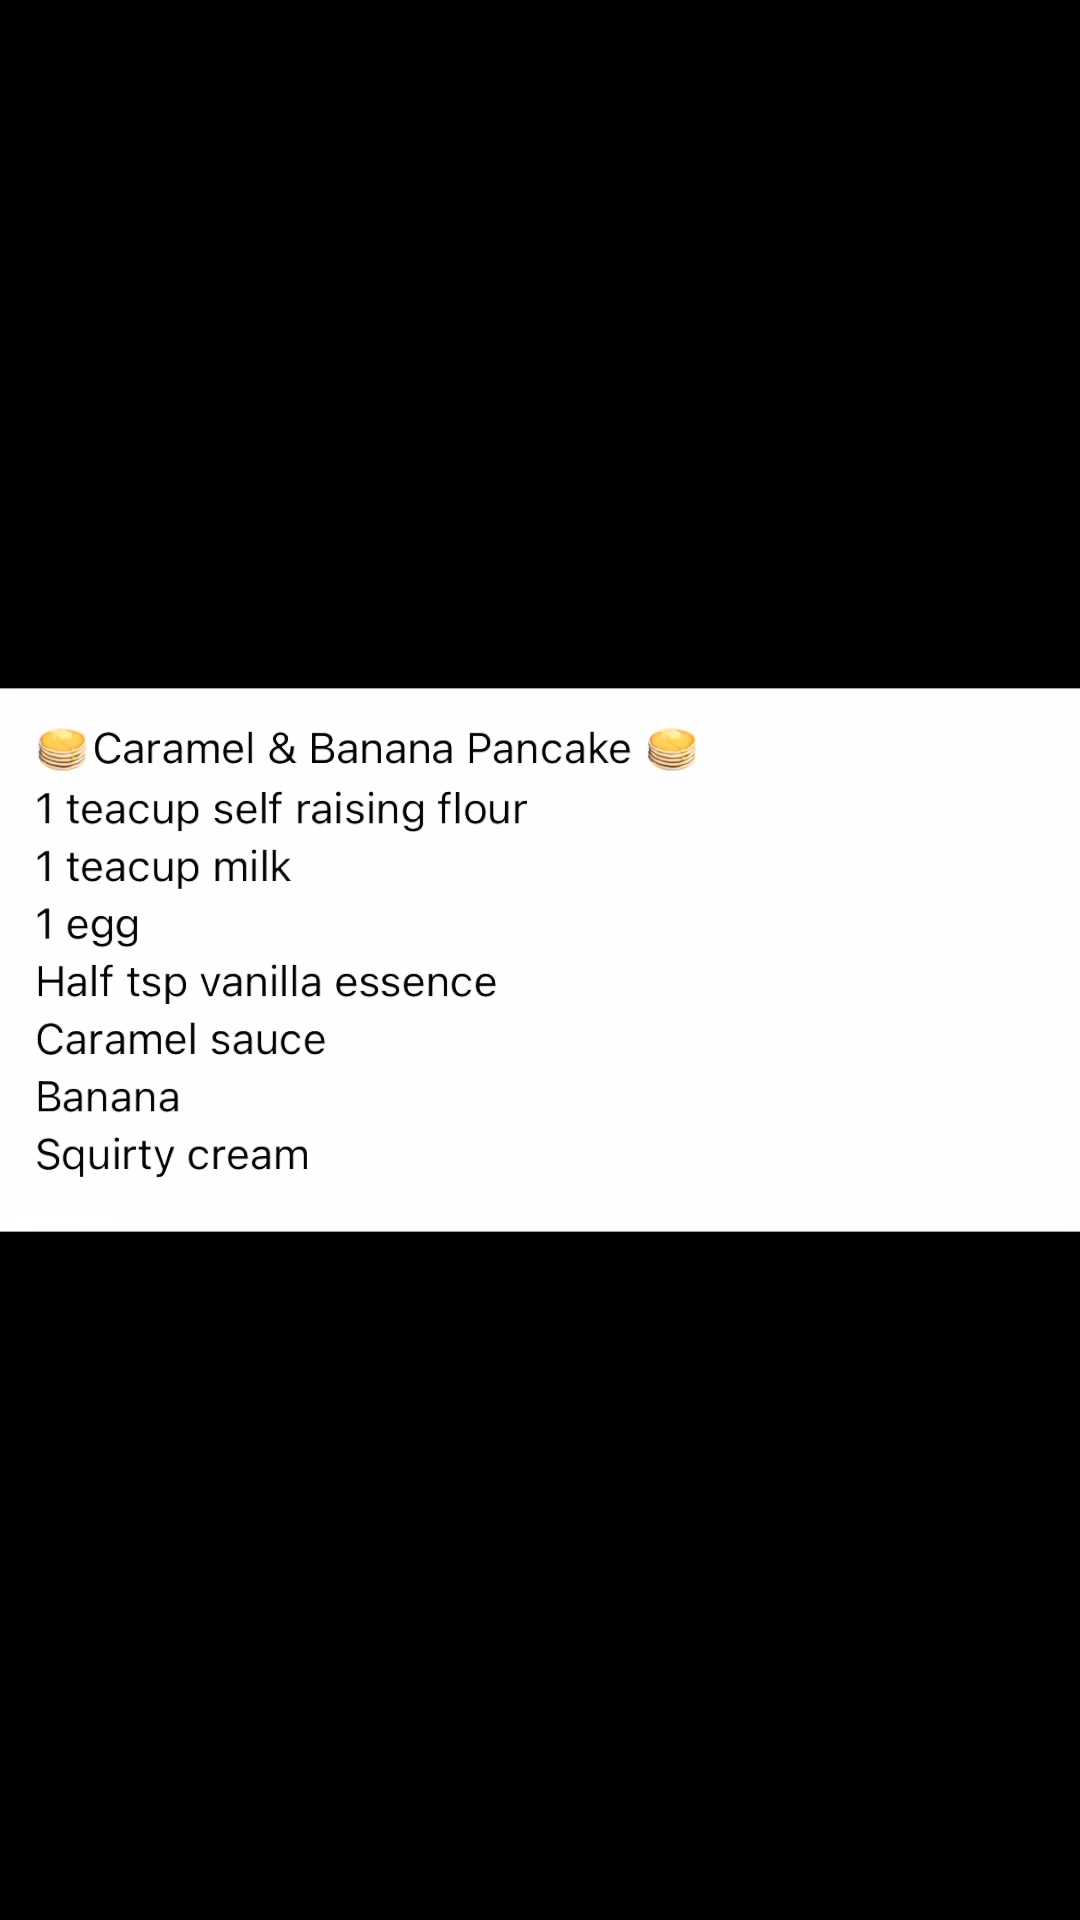 🥞Caramel & Banana Pancake 🥞
1 teacup self raising flour
1 teacup milk
1 egg
Half tsp vanilla essence
Caramel sauce
Banana
Squirty cream